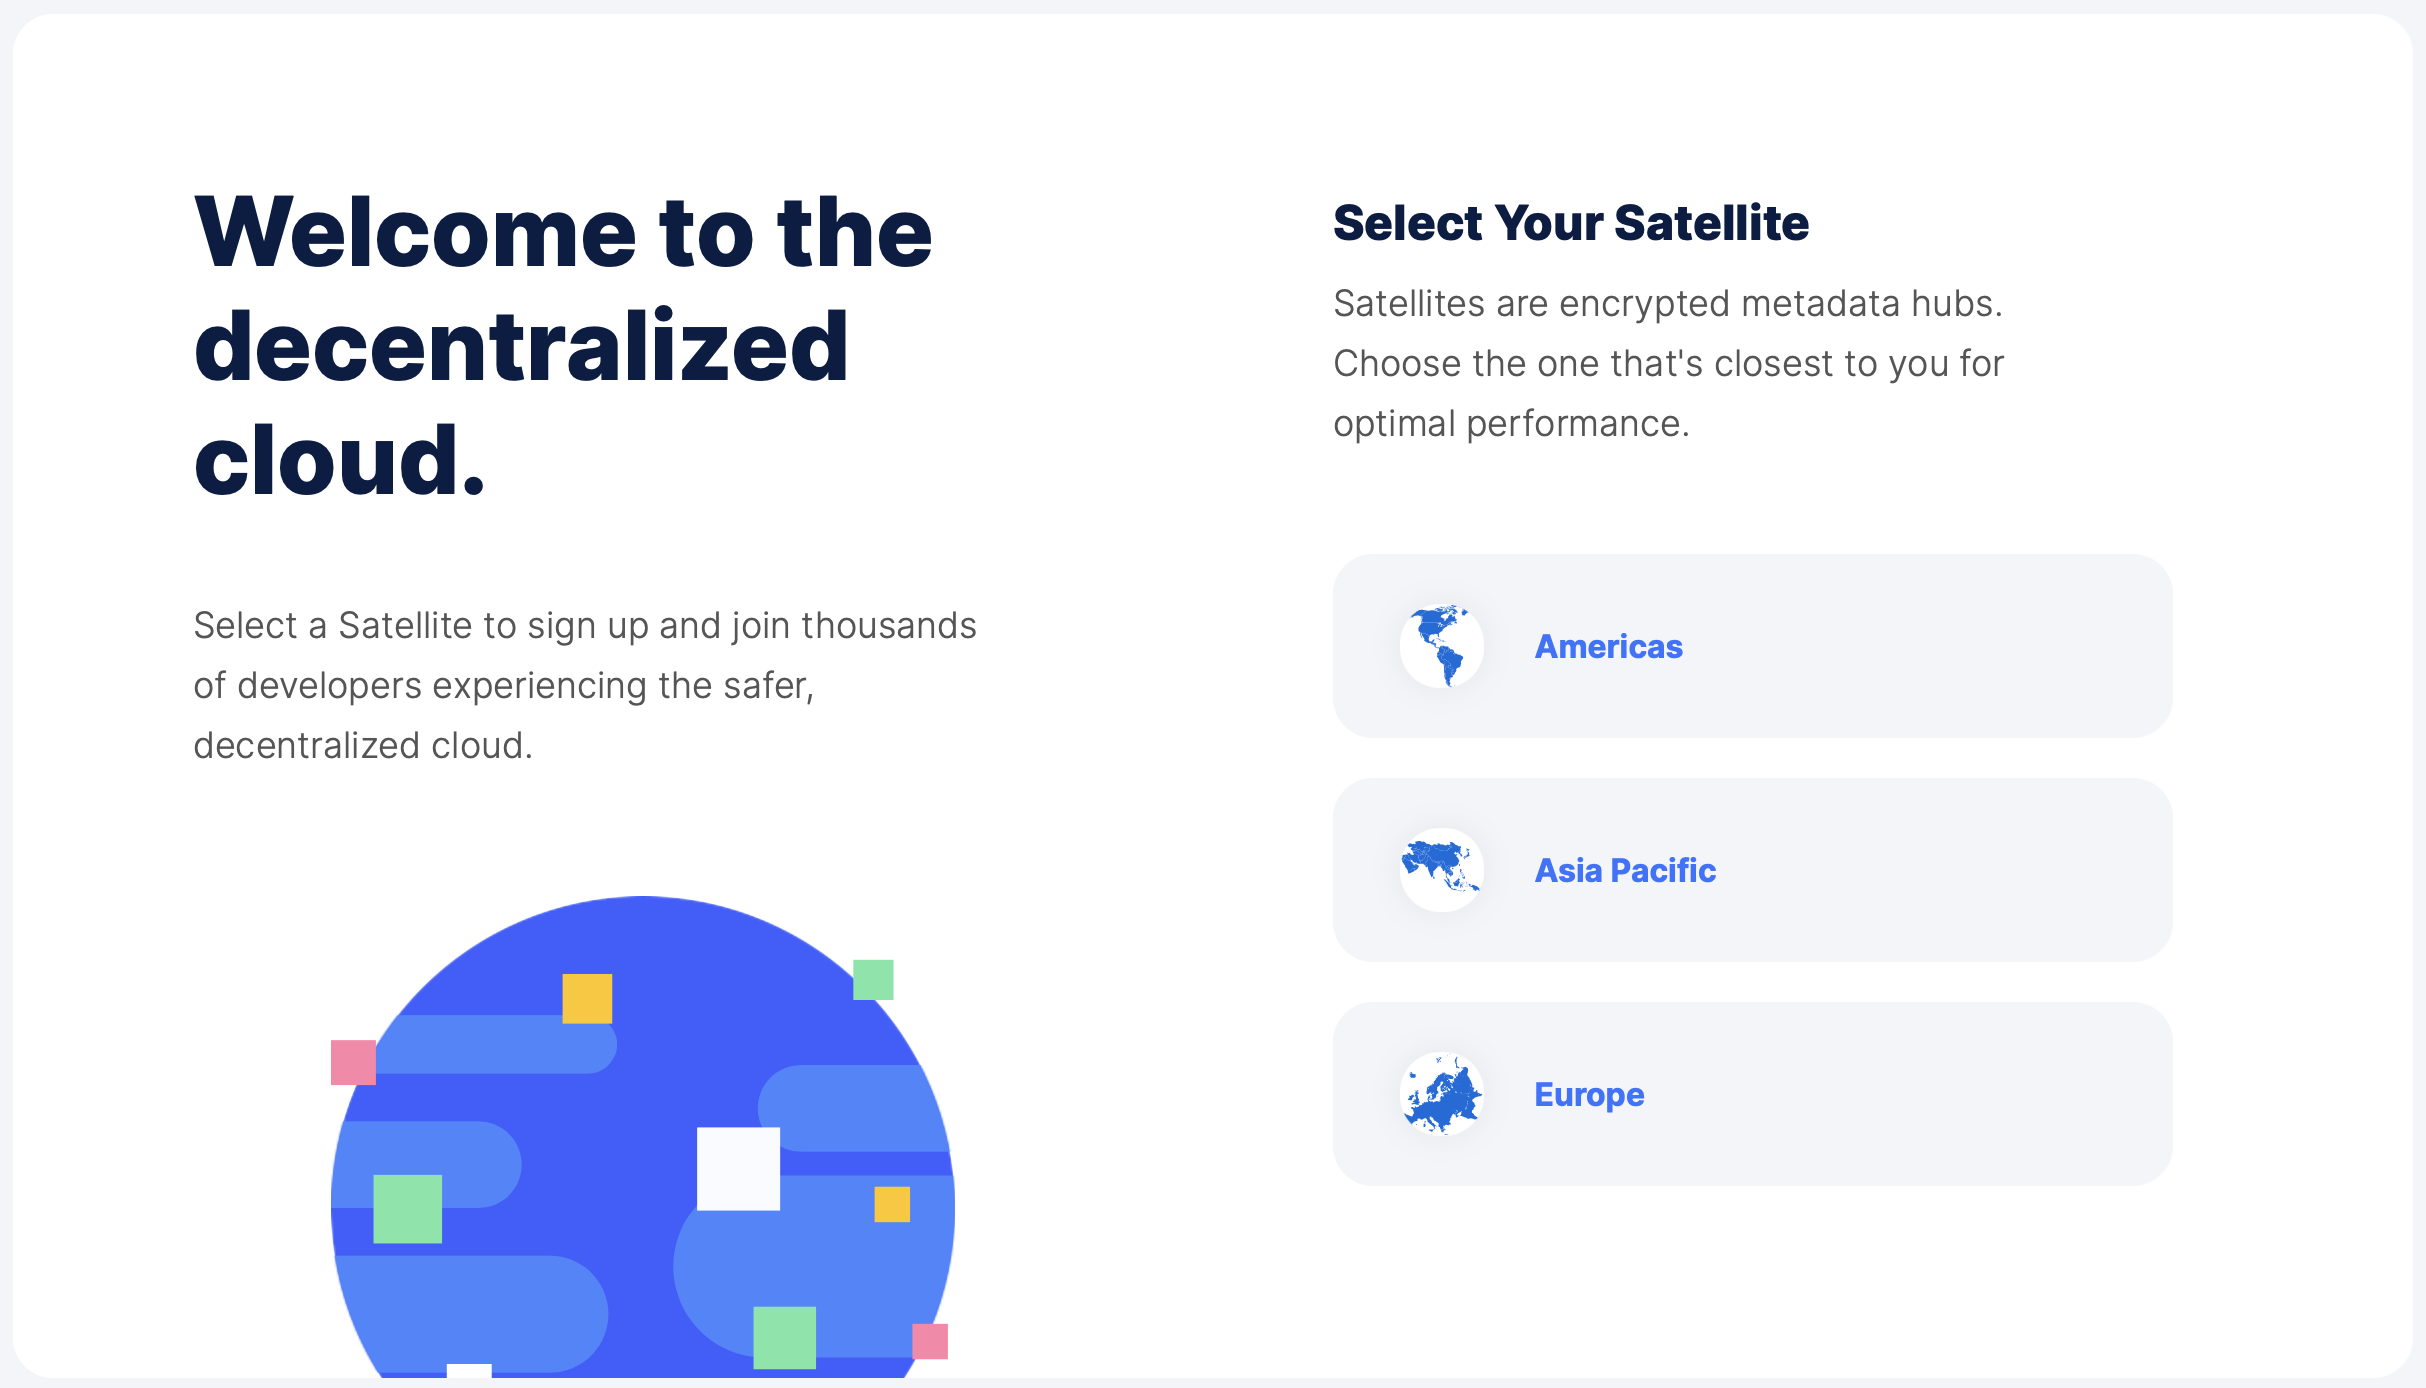 Welcome to the
decentralized
cloud.
Select a Satellite to sign up and join thousands
of developers experiencing the safer,
decentralized cloud.
Select Your Satellite
Satellites are encrypted metadata hubs.
Choose the one that's closest to you for
optimal performance.
Americas
Asia Pacific
Europe